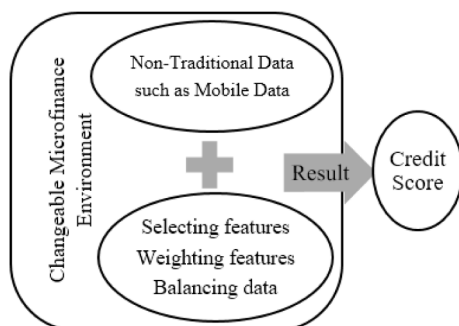 Changeable Microfinance
Environment
Non-Traditional Data
such as Mobile Data
Selecting features
Weighting features
Balancing data
Result
Credit
Score